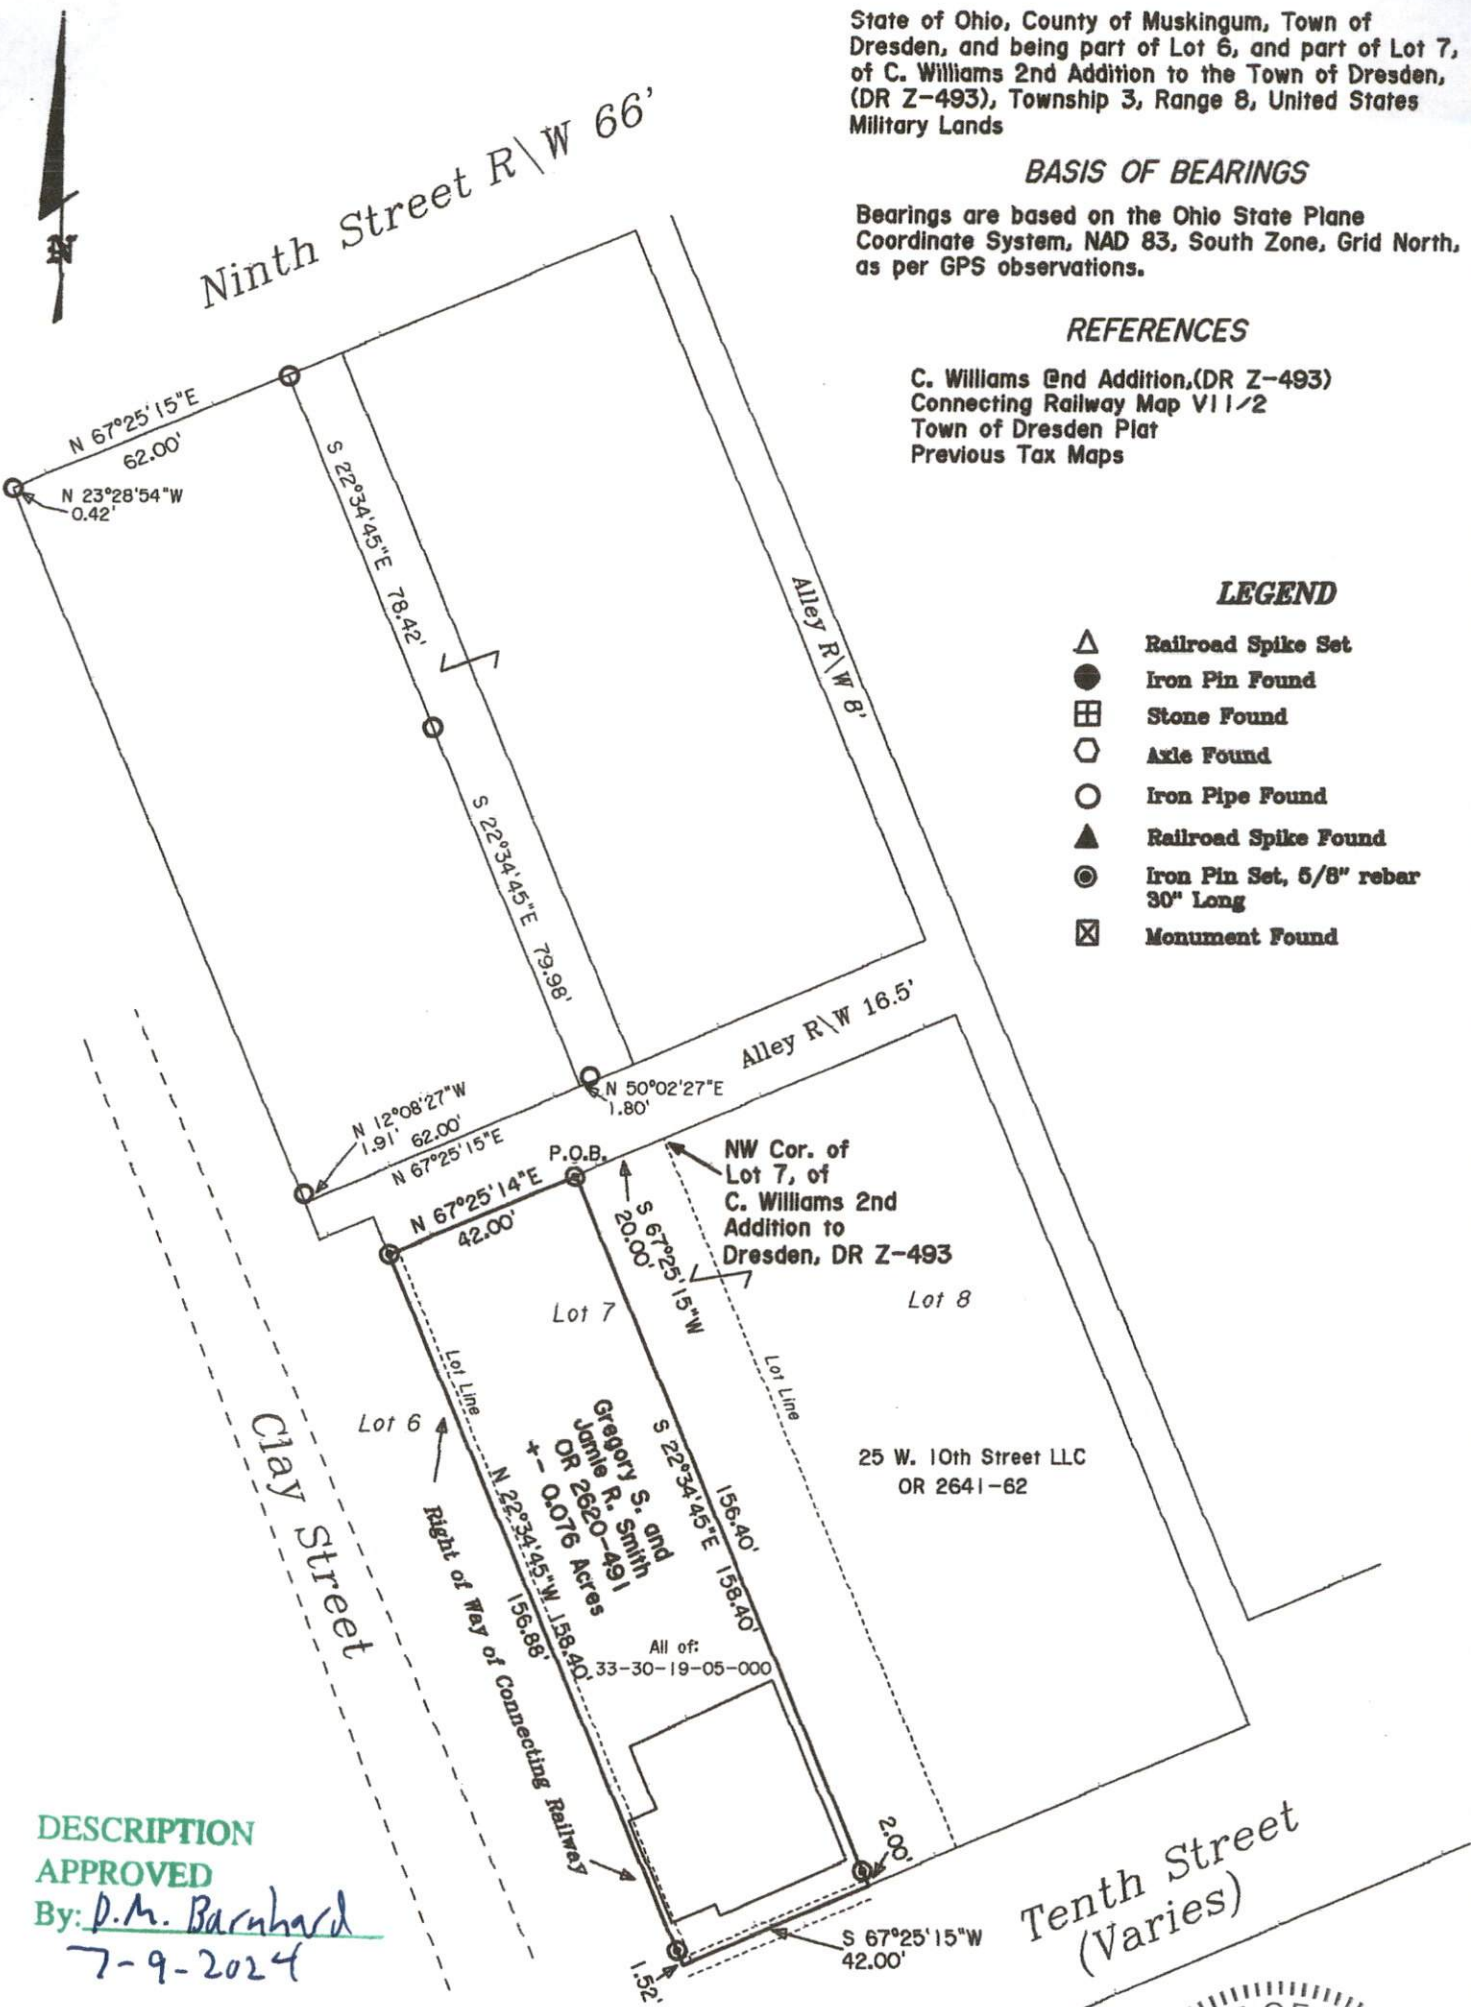 State of Ohio, County of Muskingum, Town of
Dresden, and being part of Lot 6, and part of Lot 7,
of C. Williams 2nd Addition to the Town of Dresden,
(DR Z-493), Township 3, Range 8, United States
Military Lands
BASIS OF BEARINGS
Bearings are based on the Ohio State Plane
Coordinate System, NAD 83, South Zone, Grid North,
as per GPS observations.
REFERENCES
C. Williams @nd Addition,(DR Z-493)
Connecting Railway Map V11/2
Town of Dresden Plat
Previous Tax Maps
LEGEND
Railroad Spike Set
Iron Pin Found
Stone Found
Axle Found
Iron Pipe Found
Railroad Spike Found
Iron Pin Set, 5/8" rebar
30" Long
Monument Found
N
Ninth Street R\W 66'
N 67°25'15"E
62.00'
N 23°28'54"W
0.42'
S 22°34'45"E 78.42'
Alley R\W 8'
S 22°34'45"E 79.98'
Alley R\W 16.5'
N 50°02'27"E
1.80'
N 12°08'27"W
1.91' 62.00'
N 67°25'15"E
P.O.B.
N 67°25'14"E
42.00'
S 67°25'15"W
20.00'
NW Cor. of
Lot 7, of
C. Williams 2nd
Addition to
Dresden, DR Z-493
Lot 7
Lot 8
Lot Line
Lot Line
Lot 6
Clay Street
Gregory S. and
Jamie R. Smith
OR 2620-491
+- 0.076 Acres
156.40'
S 22°34'45"E 158.40'
25 W. 10th Street LLC
OR 2641-62
N 22°34'45"W 158.40'
156.88'
Right of Way of Connecting Railway
All of:
33-30-19-05-000
2.00'
S 67°25'15"W
42.00'
1.52'
Tenth Street
(Varies)
DESCRIPTION
APPROVED
By: D.M. Barnhard
7-9-2024